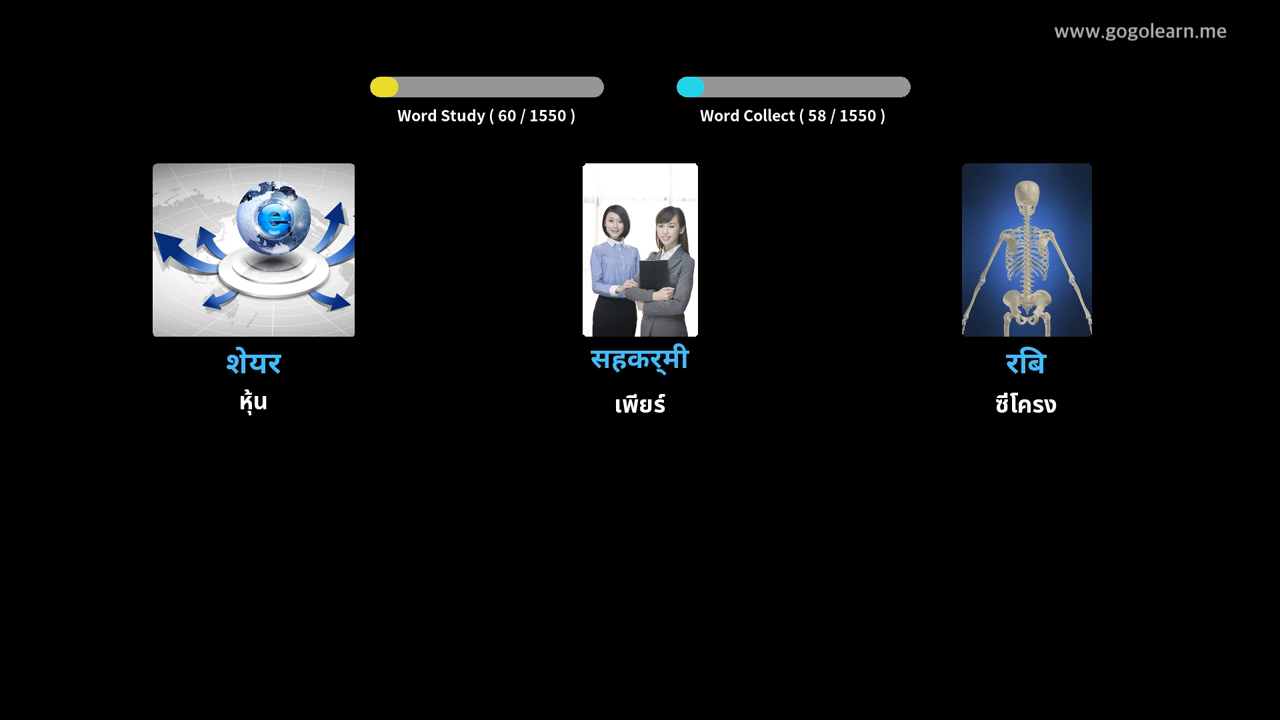 www.gogolearn.me
Word Study ( 60 / 1550 )
Word Collect ( 58 / 1550 )
e
शेयर
सहकर्‍मी
रबि
หุ้น
เพียร์
ซี่โครง